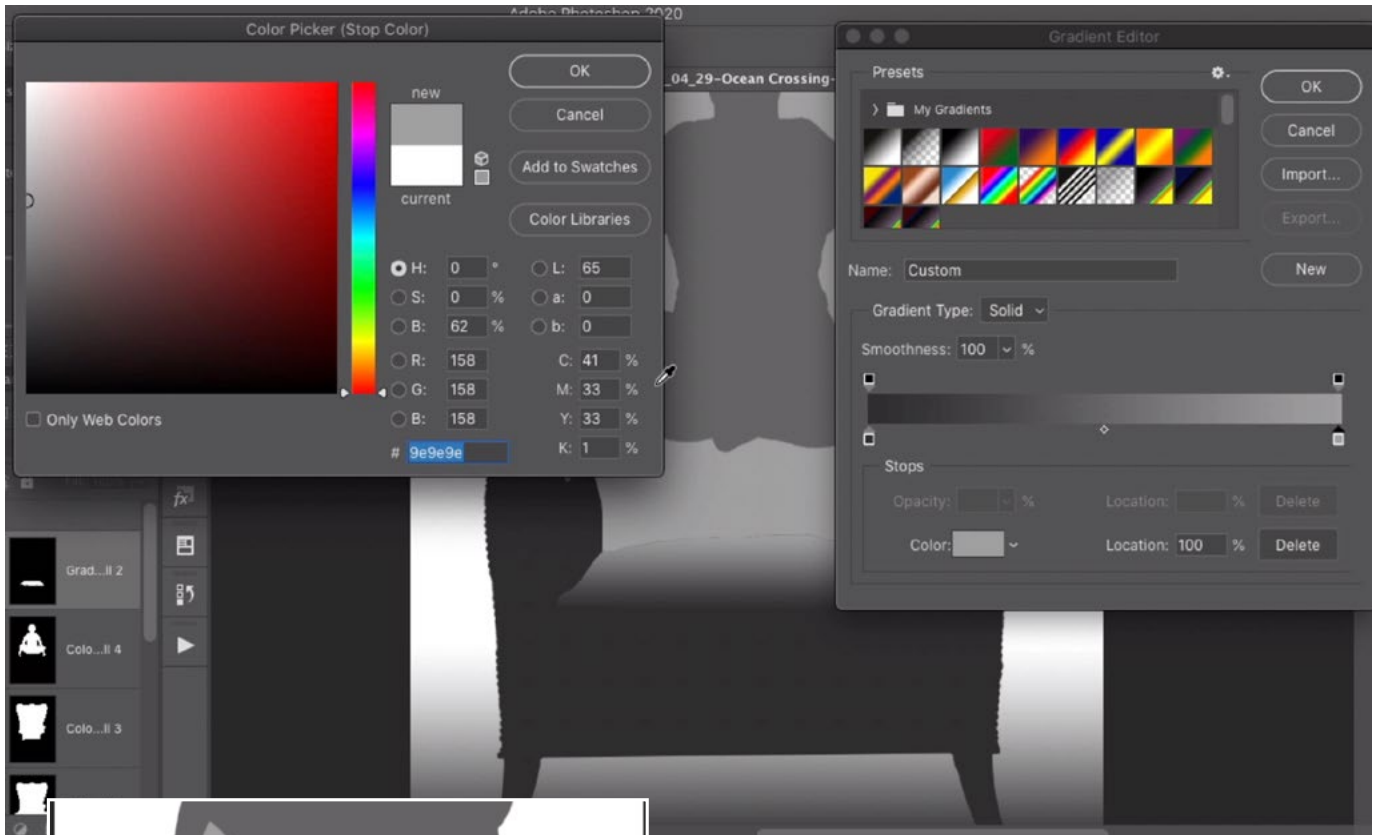 Adobe Photoshop 2020
Color Picker (Stop Color)
OK
new
Cancel
Add to Swatches
current
Color Libraries
H: 0 °
L: 65
S: 0 %
a: 0
B: 62 %
b: 0
R: 158
C: 41 %
G: 158
M: 33 %
B: 158
Y: 33 %
# 9e9e9e
K: 1 %
Only Web Colors
_04_29-Ocean Crossing-
Gradient Editor
Presets
OK
My Gradients
Cancel
Import...
Export...
Name: Custom
New
Gradient Type: Solid
Smoothness: 100 %
Stops
Opacity: %
Location: %
Delete
Color:
Location: 100 %
Delete
fx
Grad...ll 2
Colo...ll 4
Colo...ll 3